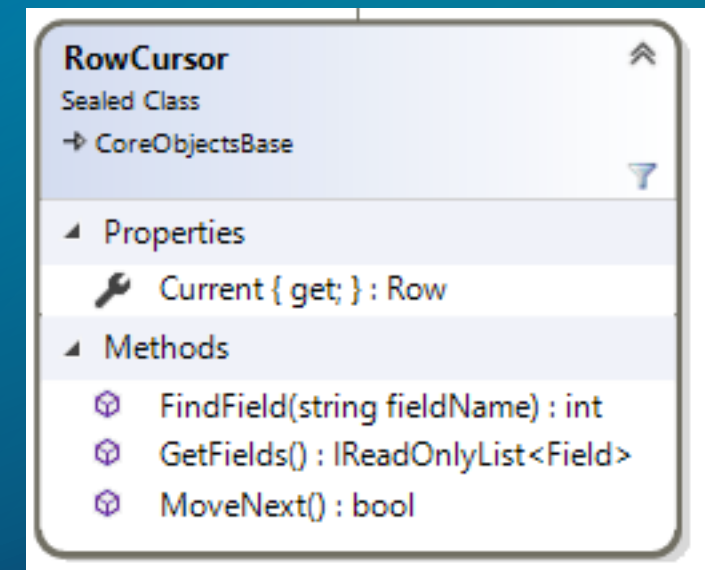 RowCursor
Sealed Class
CoreObjectsBase
Properties
Current { get; } : Row
Methods
FindField(string fieldName) : int
GetFields() : IReadOnlyList<Field>
MoveNext() : bool